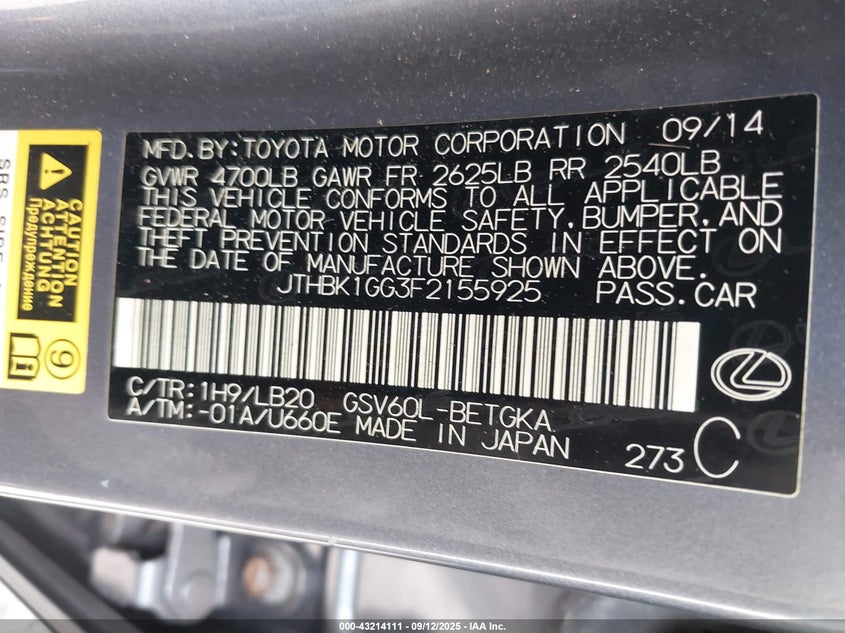 CAUTION
ATTENTION
ACHTUNG
Предупреждение
9
MFD. BY: TOYOTA MOTOR CORPORATION 09/14
GVWR 4700LB GAWR FR 2625LB RR 2540LB
THIS VEHICLE CONFORMS TO ALL APPLICABLE
FEDERAL MOTOR VEHICLE SAFETY, BUMPER, AND
THEFT PREVENTION STANDARDS IN EFFECT ON
THE DATE OF MANUFACTURE SHOWN ABOVE.
JTHBK1GG3F2155925 PASS.CAR
C/TR: 1H9/LB20 GSV60L-BETGKA
A/TM: -01A/U660E MADE IN JAPAN
273 C
000-43214111 - 09/12/2025 - IAA Inc.